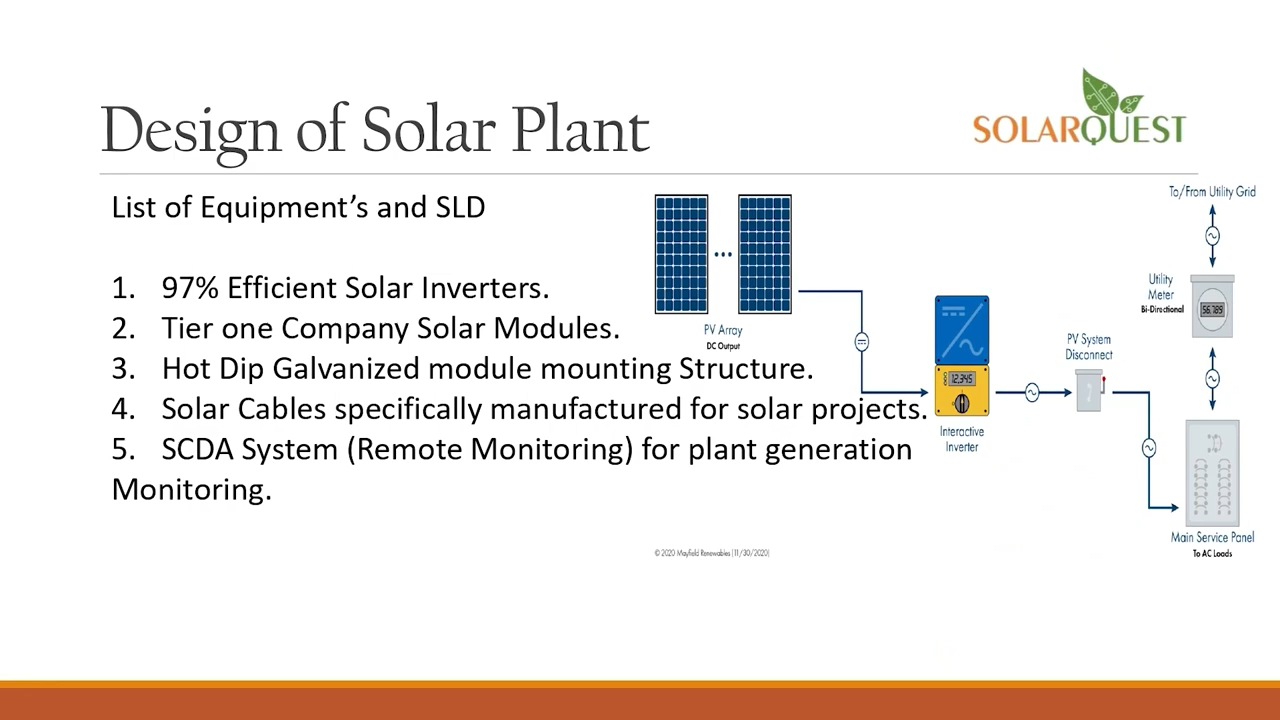 Design of Solar Plant
SOLARQUEST
List of Equipment’s and SLD
1. 97% Efficient Solar Inverters.
2. Tier one Company Solar Modules.
3. Hot Dip Galvanized module mounting Structure.
4. Solar Cables specifically manufactured for solar projects.
5. SCDA System (Remote Monitoring) for plant generation
Monitoring.
PV Array
DC Output
12,345
Interactive
Inverter
PV System
Disconnect
To/From Utility Grid
Utility
Meter
Bi-Directional
56,789
Main Service Panel
To AC Loads
© 2020 Mayfield Renewables (11/30/2020)